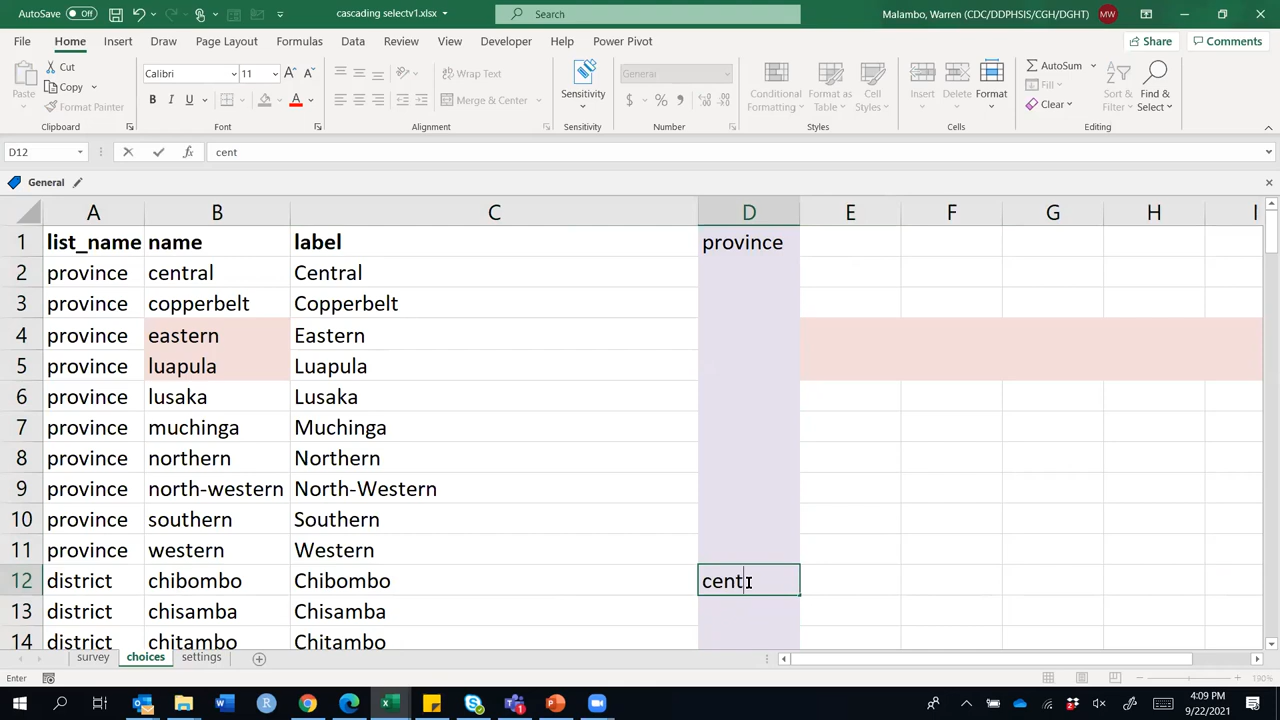 AutoSave Off
cascading selectv1.xlsx
Search
Malambo, Warren (CDC/DDPHSIS/CGH/DGHT) MW
File Home Insert Draw Page Layout Formulas Data Review View Developer Help Power Pivot
Share Comments
Paste
Cut
Copy
Format Painter
Clipboard
Calibri 11
B I U
Font
Wrap Text
Merge & Center
Alignment
Sensitivity
Sensitivity
General
$ %
Number
Conditional Formatting
Format as Table
Cell Styles
Styles
Insert Delete Format
Cells
AutoSum
Fill
Clear
Sort & Filter
Find & Select
Editing
D12 fx cent
General
A B C D E F G H I
1 list_name name label province
2 province central Central
3 province copperbelt Copperbelt
4 province eastern Eastern
5 province luapula Luapula
6 province lusaka Lusaka
7 province muchinga Muchinga
8 province northern Northern
9 province north-western North-Western
10 province southern Southern
11 province western Western
12 district chibombo Chibombo cent
13 district chisamba Chisamba
14 district chitambo Chitambo
survey choices settings
Enter
190%
4:09 PM
9/22/2021